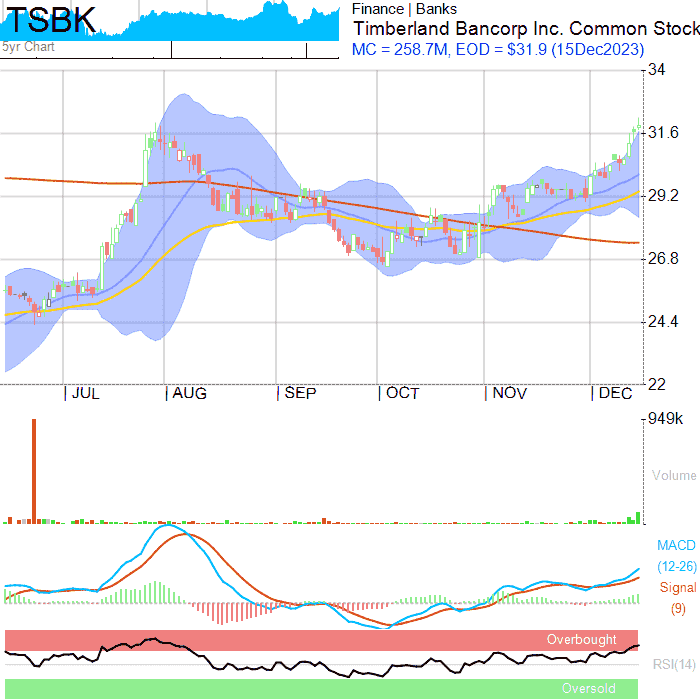 TSBK
5yr Chart
Finance | Banks
Timberland Bancorp Inc. Common Stock
MC = 258.7M, EOD = $31.9 (15Dec2023)
34
31.6
29.2
26.8
24.4
22
JUL AUG SEP OCT NOV DEC
949k
Volume
MACD
(12-26)
Signal
(9)
Overbought
RSI(14)
Oversold